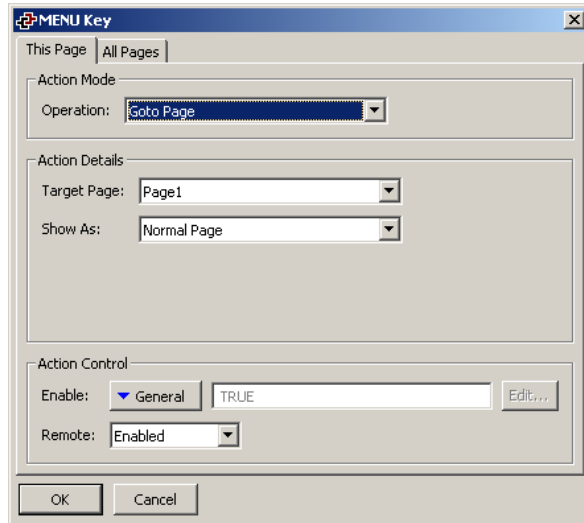 MENU Key
This Page All Pages
Action Mode
Operation: Goto Page
Action Details
Target Page: Page1
Show As: Normal Page
Action Control
Enable: General TRUE Edit...
Remote: Enabled
OK Cancel